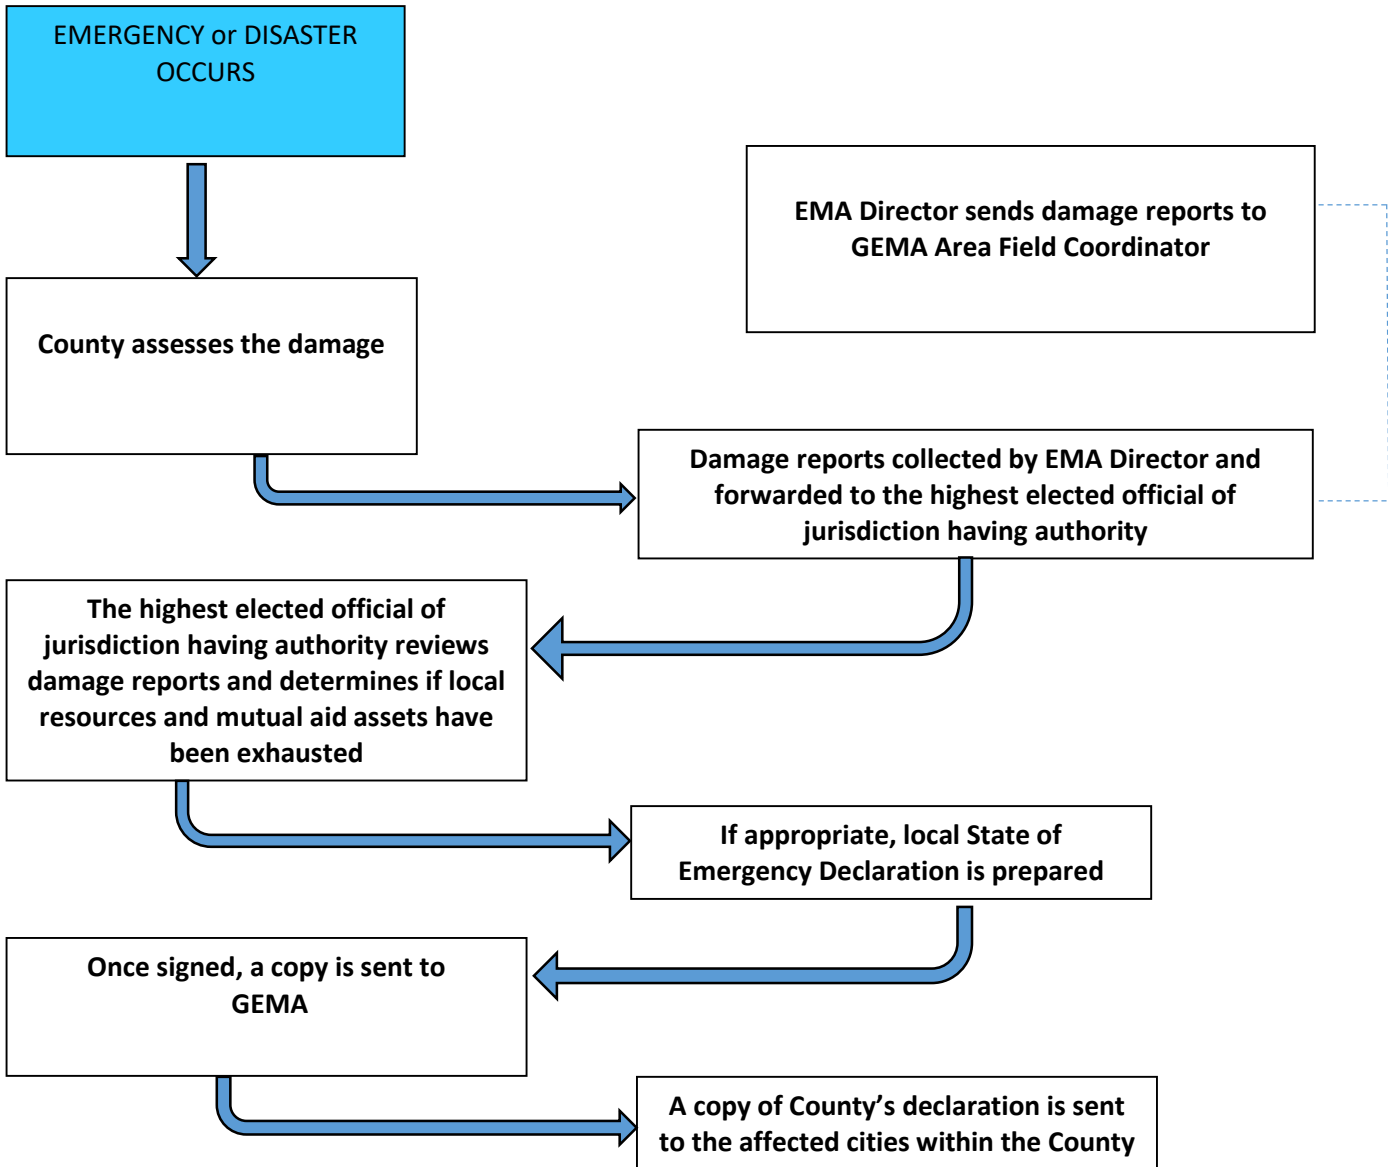 EMERGENCY or DISASTER
OCCURS
EMA Director sends damage reports to
GEMA Area Field Coordinator
County assesses the damage
Damage reports collected by EMA Director and
forwarded to the highest elected official of
jurisdiction having authority
The highest elected official of
jurisdiction having authority reviews
damage reports and determines if local
resources and mutual aid assets have
been exhausted
If appropriate, local State of
Emergency Declaration is prepared
Once signed, a copy is sent to
GEMA
A copy of County’s declaration is sent
to the affected cities within the County